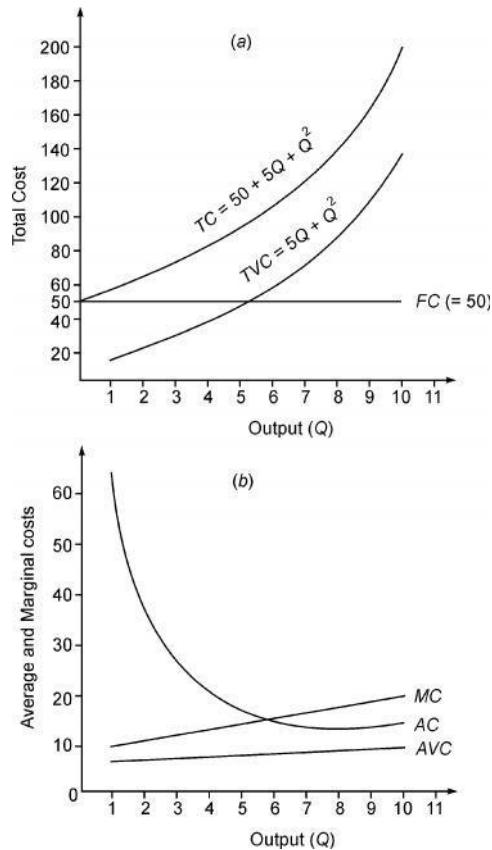 (a)
200
180
160
140
120
100
80
60
50
40
20
Total Cost
TC = 50 + 5Q + Q²
TVC = 5Q + Q²
FC (= 50)
1 2 3 4 5 6 7 8 9 10 11
Output (Q)
(b)
60
50
40
30
20
10
0
Average and Marginal costs
MC
AC
AVC
1 2 3 4 5 6 7 8 9 10 11
Output (Q)